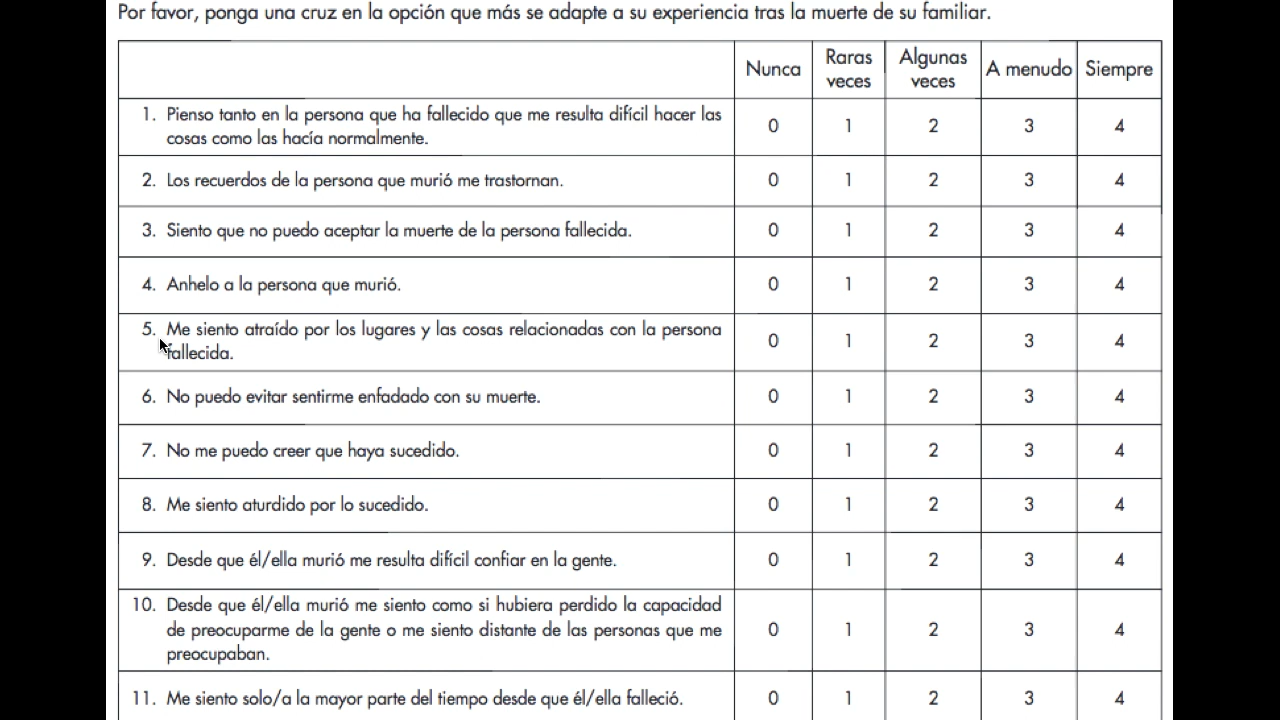 Por favor, ponga una cruz en la opción que más se adapte a su experiencia tras la muerte de su familiar.
Nunca Raras veces Algunas veces A menudo Siempre
1. Pienso tanto en la persona que ha fallecido que me resulta difícil hacer las
cosas como las hacía normalmente. 0 1 2 3 4
2. Los recuerdos de la persona que murió me trastornan. 0 1 2 3 4
3. Siento que no puedo aceptar la muerte de la persona fallecida. 0 1 2 3 4
4. Anhelo a la persona que murió. 0 1 2 3 4
5. Me siento atraído por los lugares y las cosas relacionadas con la persona
fallecida. 0 1 2 3 4
6. No puedo evitar sentirme enfadado con su muerte. 0 1 2 3 4
7. No me puedo creer que haya sucedido. 0 1 2 3 4
8. Me siento aturdido por lo sucedido. 0 1 2 3 4
9. Desde que él/ella murió me resulta difícil confiar en la gente. 0 1 2 3 4
10. Desde que él/ella murió me siento como si hubiera perdido la capacidad
de preocuparme de la gente o me siento distante de las personas que me
preocupaban. 0 1 2 3 4
11. Me siento solo/a la mayor parte del tiempo desde que él/ella falleció. 0 1 2 3 4